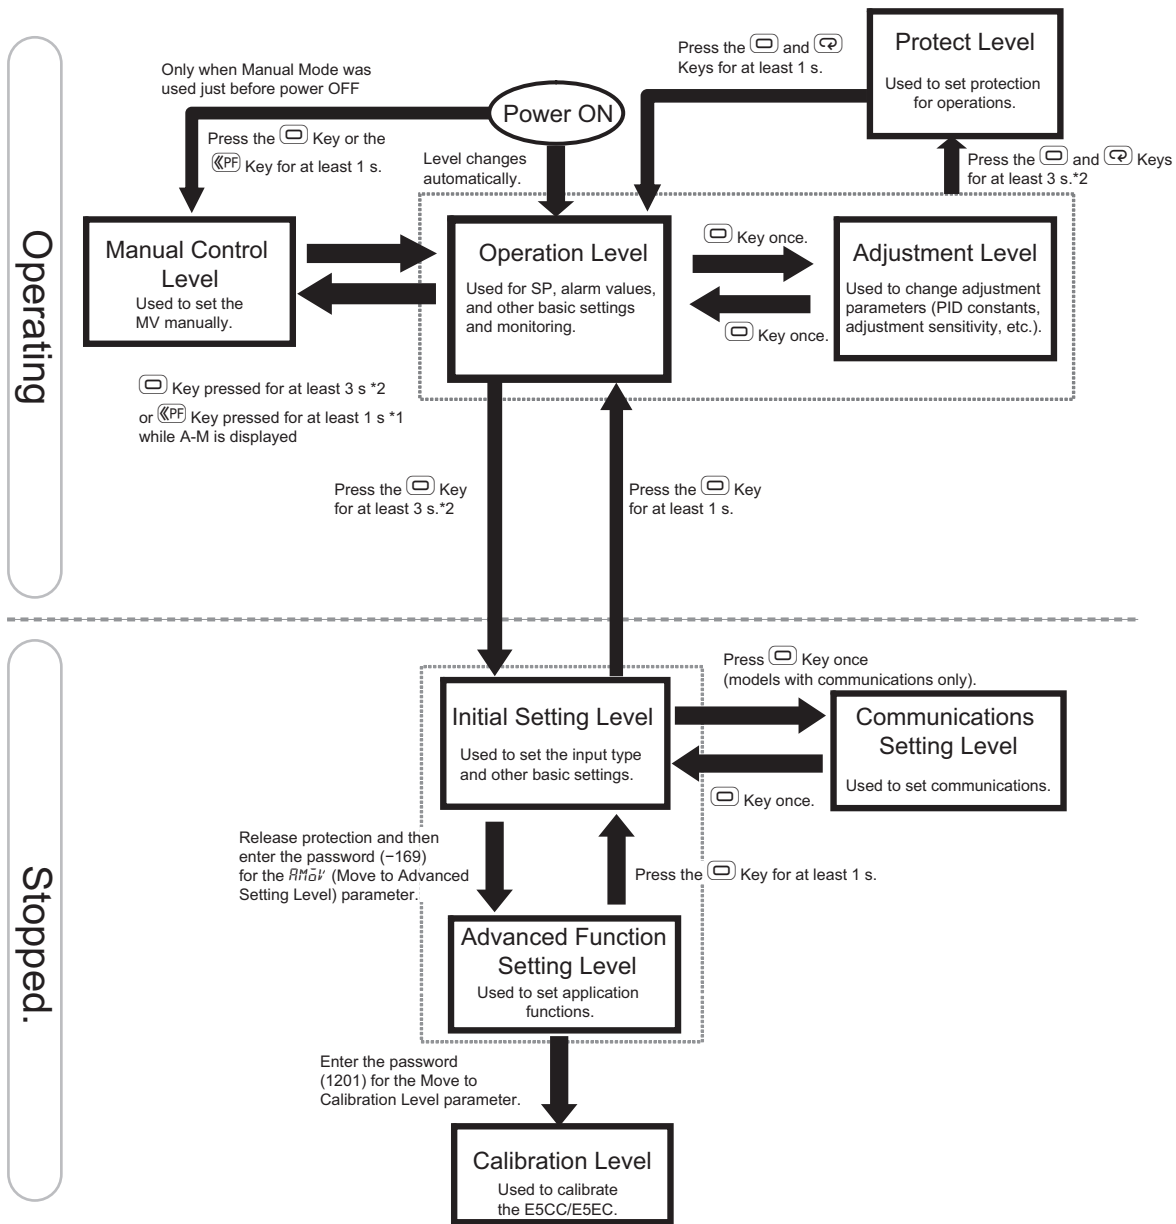 Operating
Only when Manual Mode was
used just before power OFF
Power ON
Press the Key or the
《PF Key for at least 1 s.
Level changes
automatically.
Press the and
Keys for at least 1 s.
Protect Level
Used to set protection
for operations.
Press the and Keys
for at least 3 s.*2
Manual Control
Level
Used to set the
MV manually.
Operation Level
Used for SP, alarm values,
and other basic settings
and monitoring.
Key once.
Key once.
Adjustment Level
Used to change adjustment
parameters (PID constants,
adjustment sensitivity, etc.).
Key pressed for at least 3 s *2
or 《PF Key pressed for at least 1 s *1
while A-M is displayed
Press the Key
for at least 3 s.*2
Press the Key
for at least 1 s.
Stopped.
Initial Setting Level
Used to set the input type
and other basic settings.
Press Key once
(models with communications only).
Key once.
Communications
Setting Level
Used to set communications.
Release protection and then
enter the password (−169)
for the AMoV (Move to Advanced
Setting Level) parameter.
Press the Key for at least 1 s.
Advanced Function
Setting Level
Used to set application
functions.
Enter the password
(1201) for the Move to
Calibration Level parameter.
Calibration Level
Used to calibrate
the E5CC/E5EC.